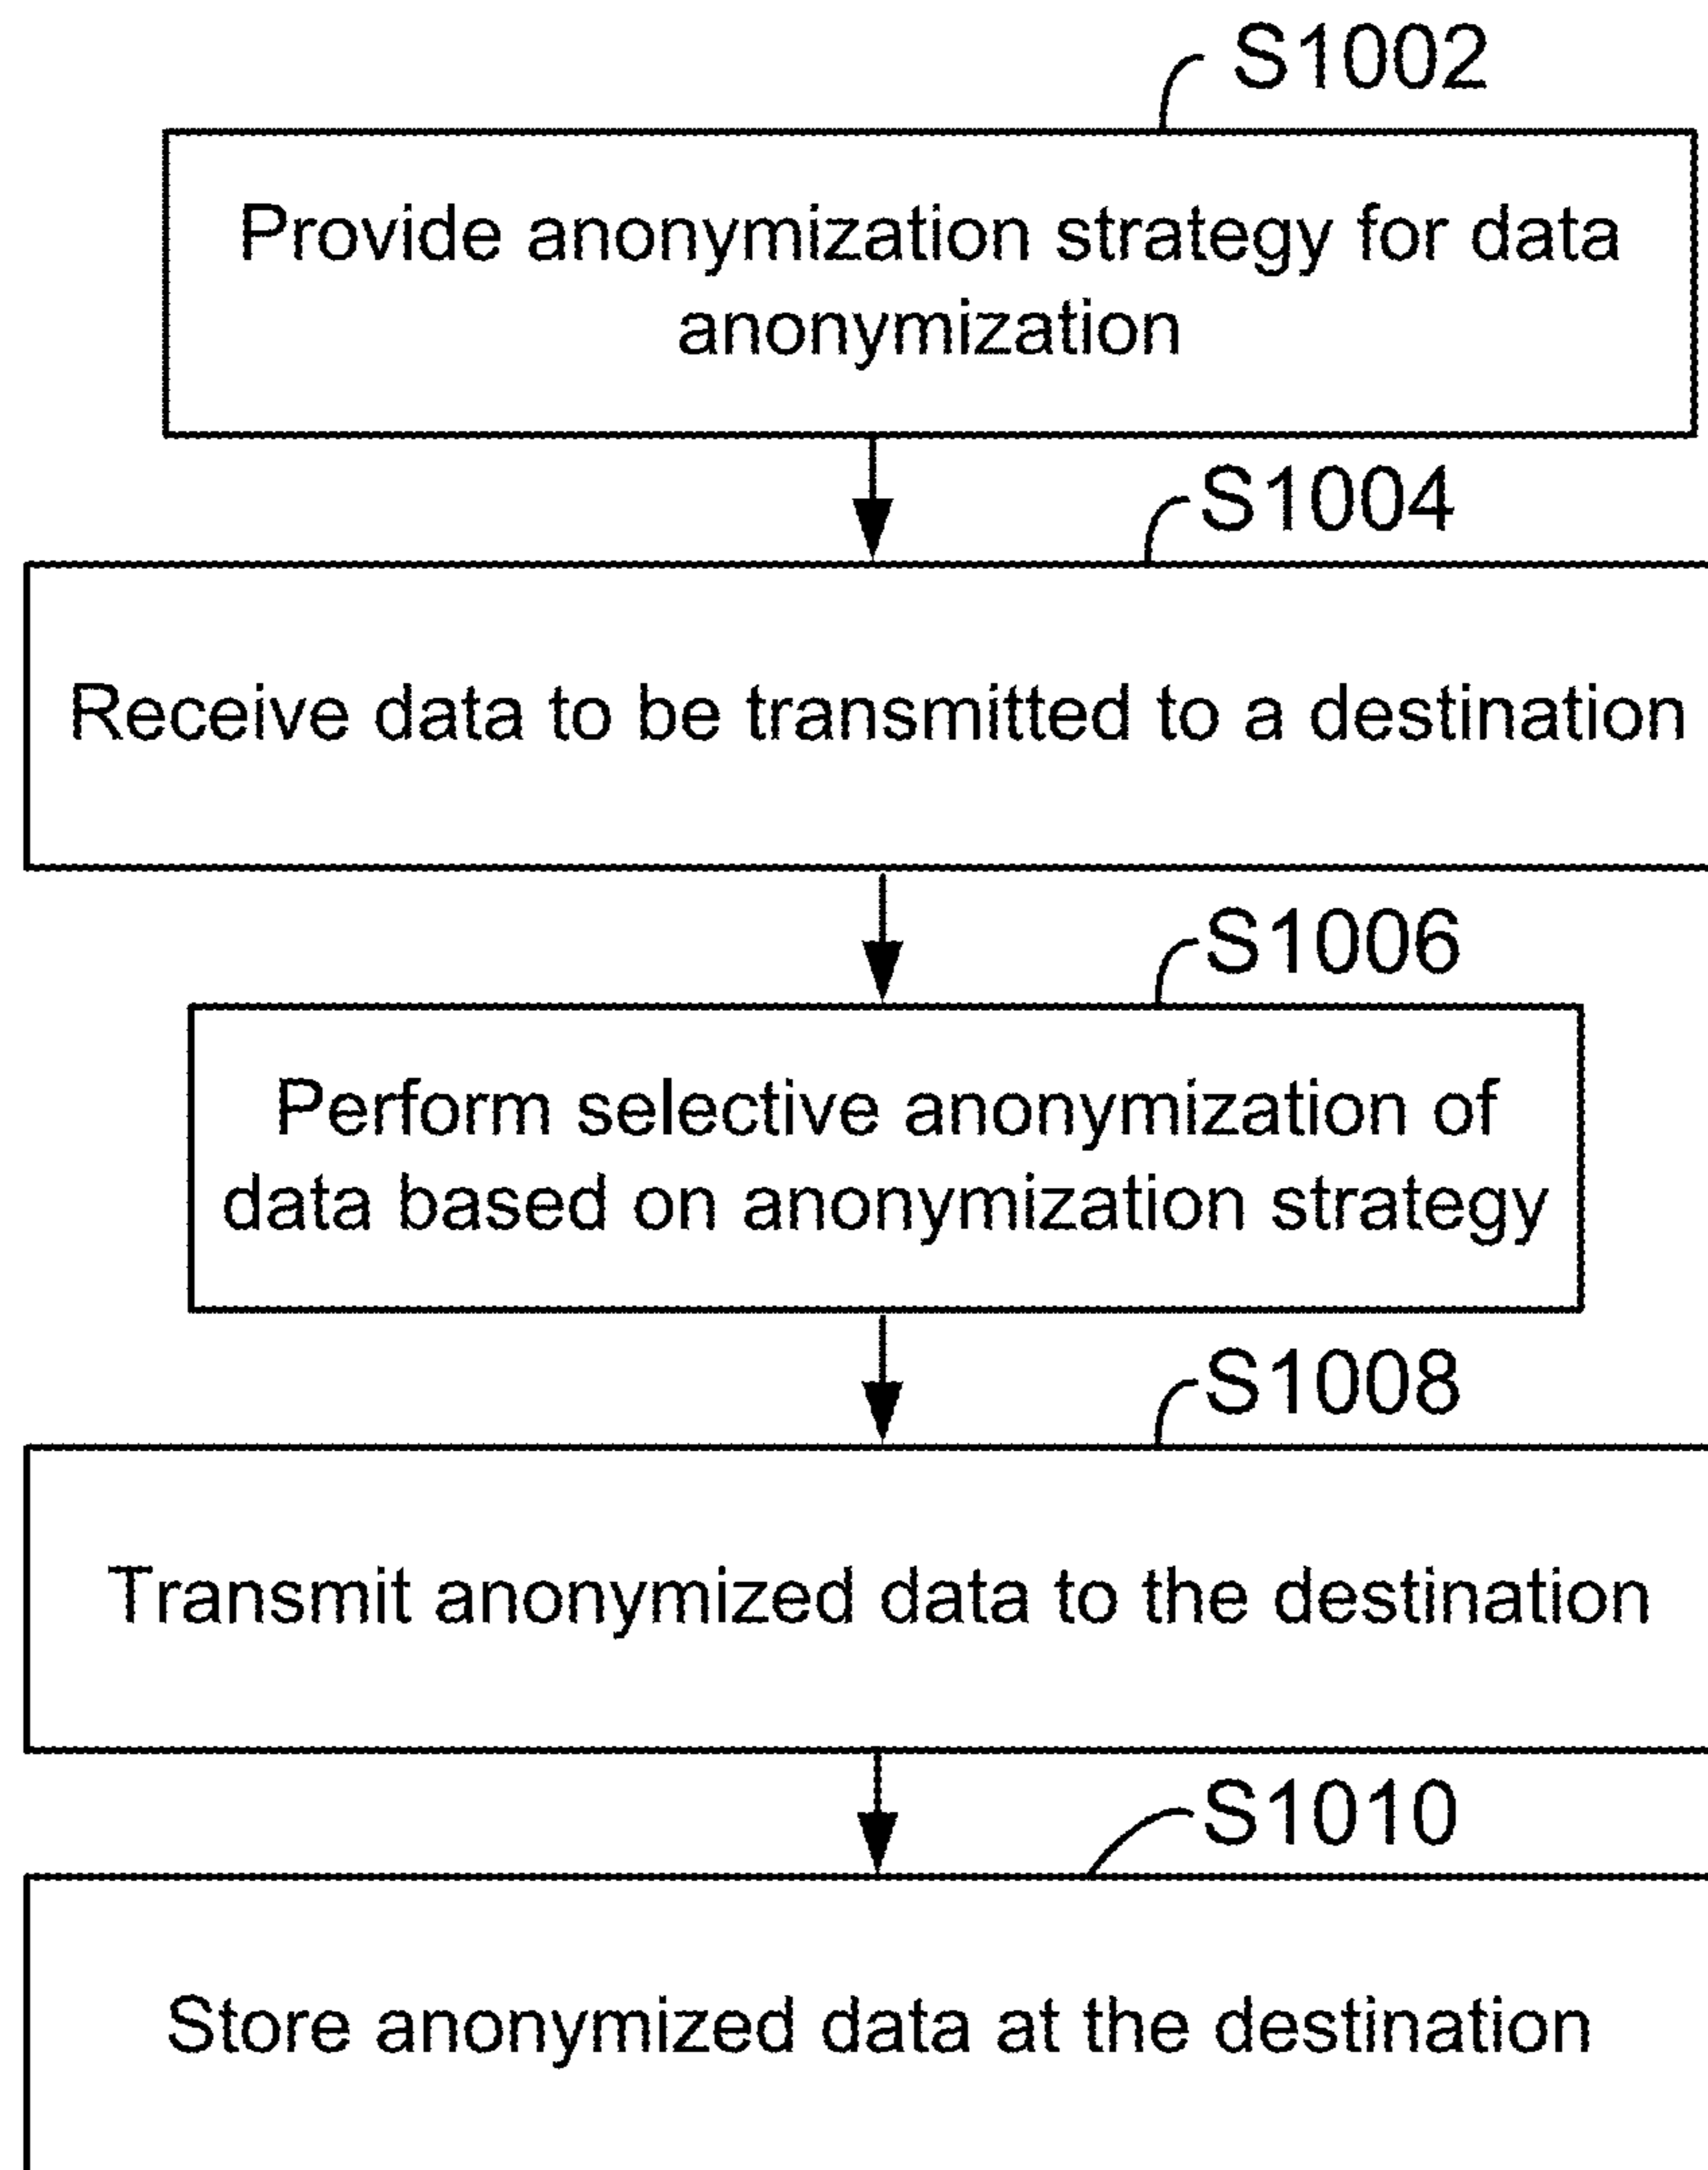 S1002
Provide anonymization strategy for data
anonymization
S1004
Receive data to be transmitted to a destination
S1006
Perform selective anonymization of
data based on anonymization strategy
S1008
Transmit anonymized data to the destination
S1010
Store anonymized data at the destination